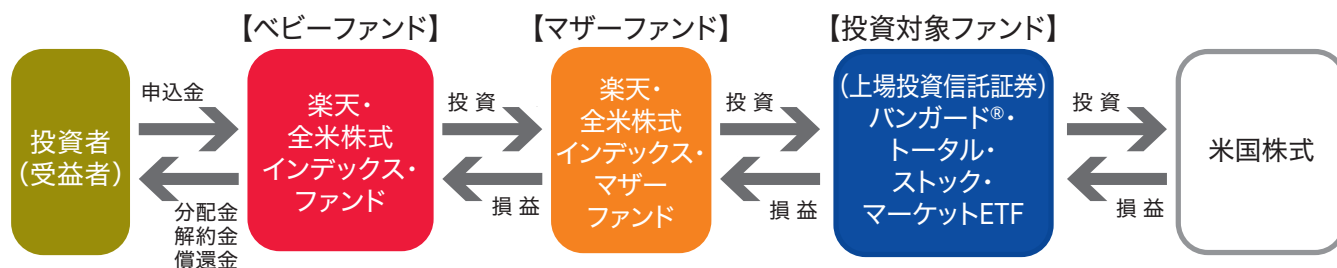 【ベビーファンド】
【マザーファンド】
【投資対象ファンド】
投資者
(受益者)
申込金
分配金
解約金
償還金
楽天・
全米株式
インデックス・
ファンド
投 資
損 益
楽天・
全米株式
インデックス・
マザー
ファンド
投 資
損 益
(上場投資信託証券)
バンガード®・
トータル・
ストック・
マーケットETF
投 資
損 益
米国株式